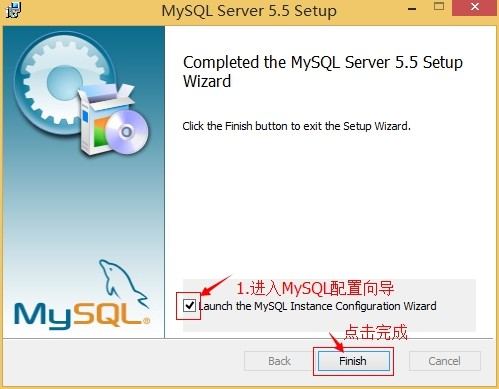 MySQL Server 5.5 Setup
Completed the MySQL Server 5.5 Setup
Wizard
Click the Finish button to exit the Setup Wizard.
1.进入MySQL配置向导
Launch the MySQL Instance Configuration Wizard
MySQL®
点击完成
Back
Finish
Cancel